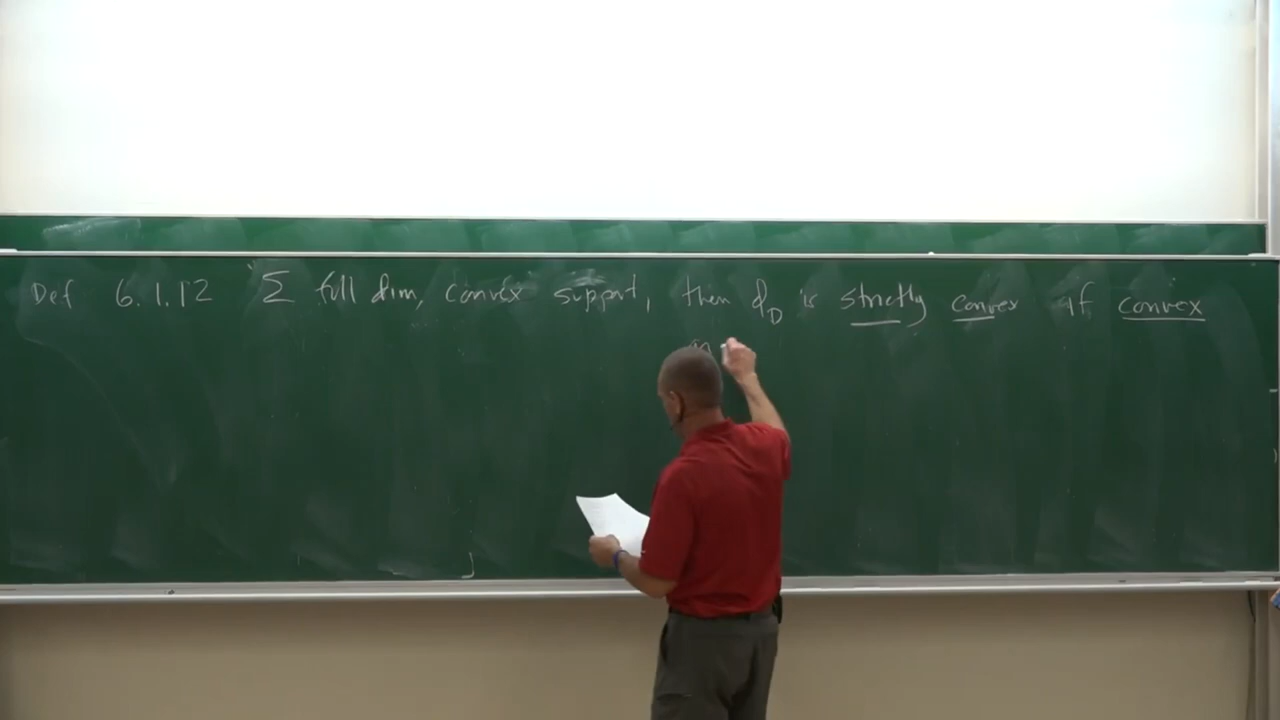 Def 6.1.12 Σ full dim, convex support, then φ_D is strictly convex if convex